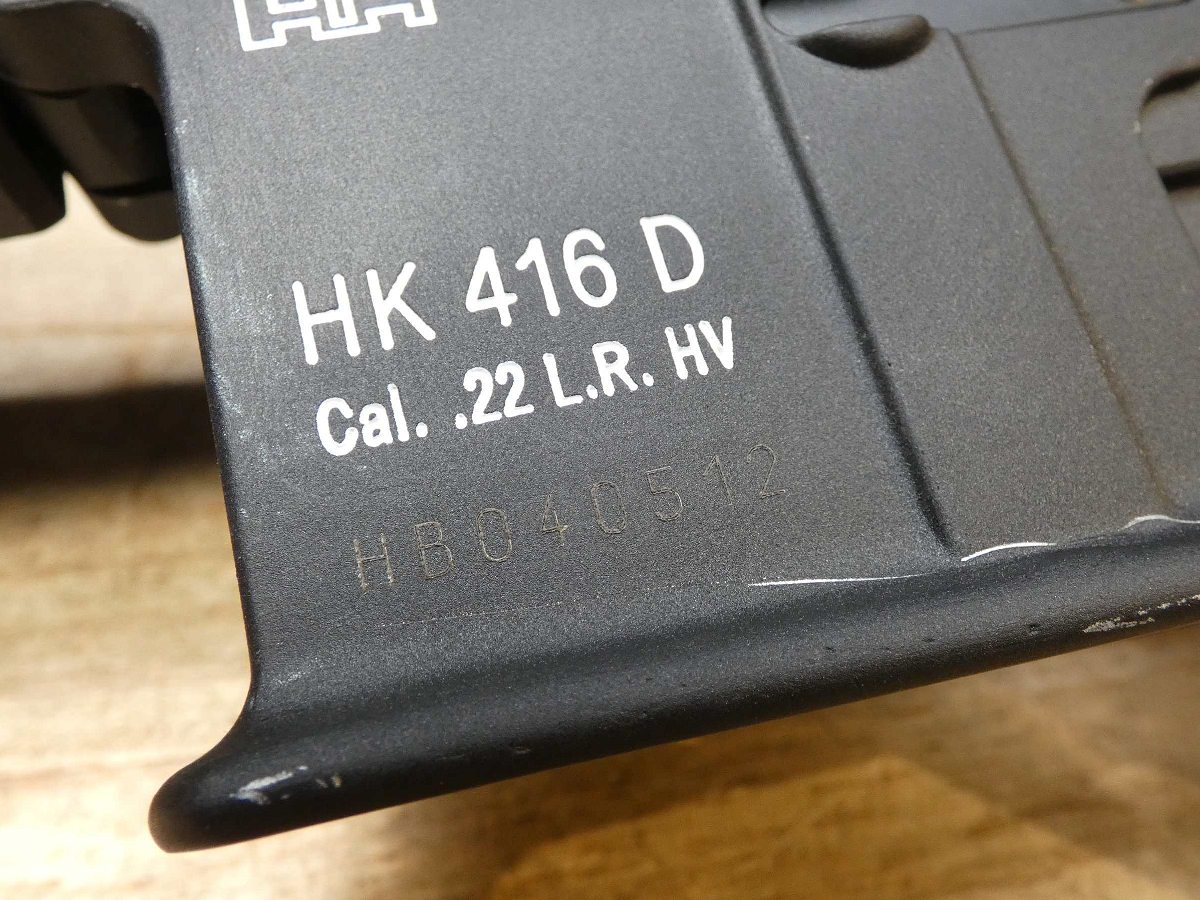 HK 416 D
Cal. .22 L.R. HV
HB040512